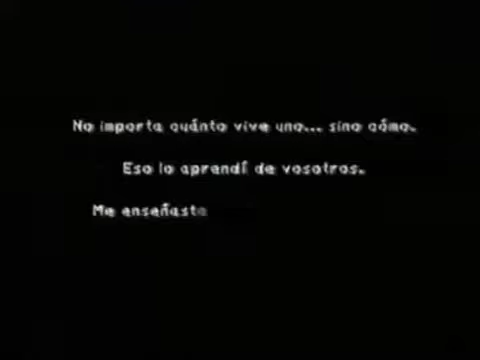 No importa cuánto vive uno... sino cómo.
Eso lo aprendí de vosotros.
Me enseñaste